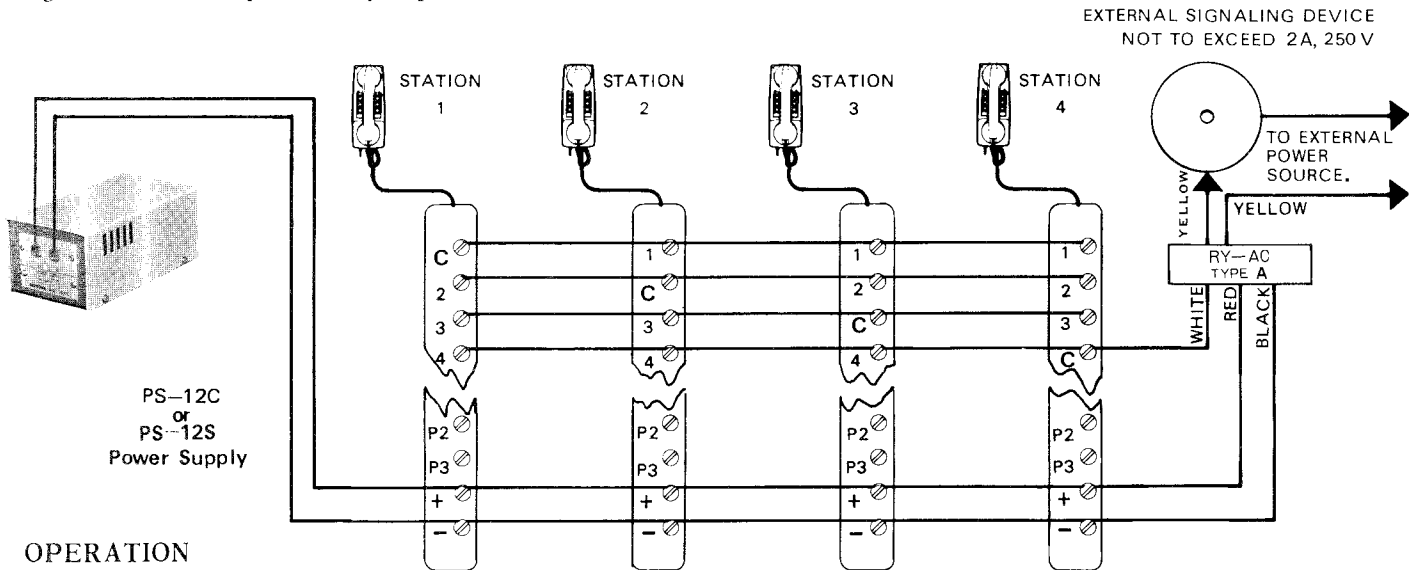 EXTERNAL SIGNALING DEVICE
NOT TO EXCEED 2A, 250 V
STATION
1
STATION
2
STATION
3
STATION
4
TO EXTERNAL
POWER
SOURCE.
YELLOW
YELLOW
RY–AC
TYPE A
WHITE
RED
BLACK
C
2
3
4
1
C
3
4
1
2
C
4
1
2
3
C
PS–12C
or
PS–12S
Power Supply
P2
P3
+
–
P2
P3
+
–
P2
P3
+
–
P2
P3
+
–
OPERATION